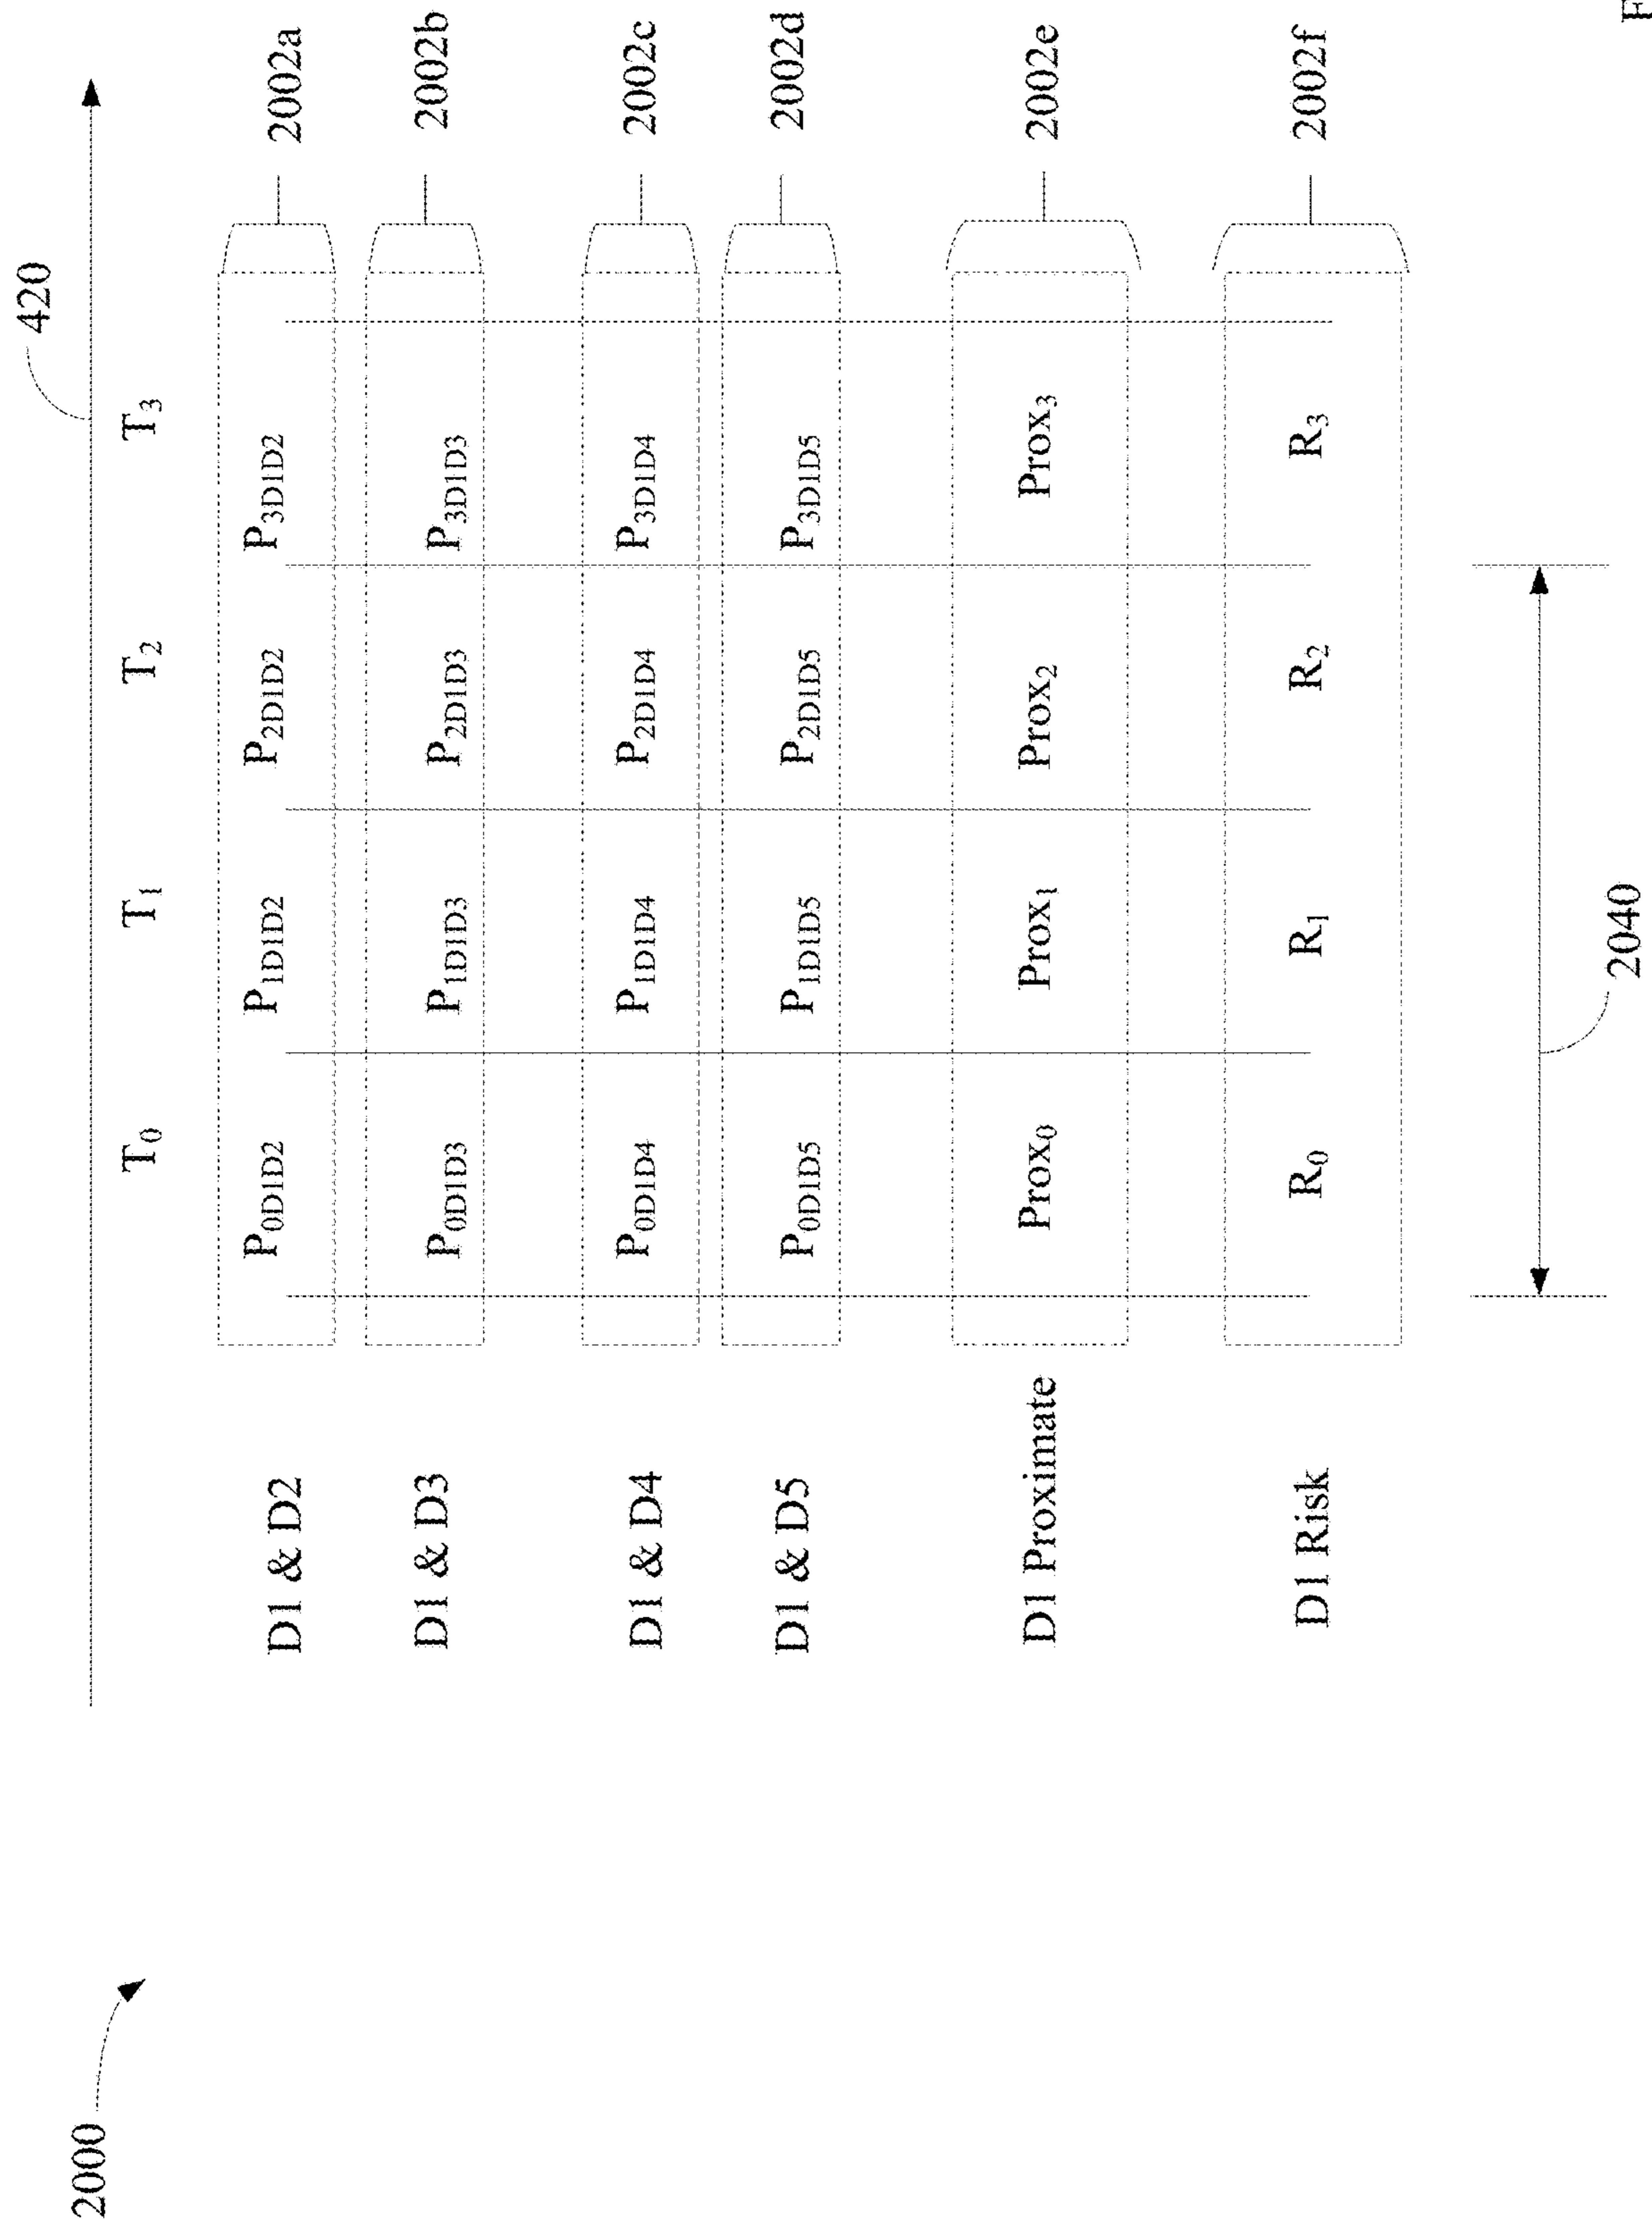 2000
420
T₀ T₁ T₂ T₃
D1 & D2 P₀D1D2 P₁D1D2 P₂D1D2 P₃D1D2 2002a
D1 & D3 P₀D1D3 P₁D1D3 P₂D1D3 P₃D1D3 2002b
D1 & D4 P₀D1D4 P₁D1D4 P₂D1D4 P₃D1D4 2002c
D1 & D5 P₀D1D5 P₁D1D5 P₂D1D5 P₃D1D5 2002d
D1 Proximate Prox₀ Prox₁ Prox₂ Prox₃ 2002e
D1 Risk R₀ R₁ R₂ R₃ 2002f
2040